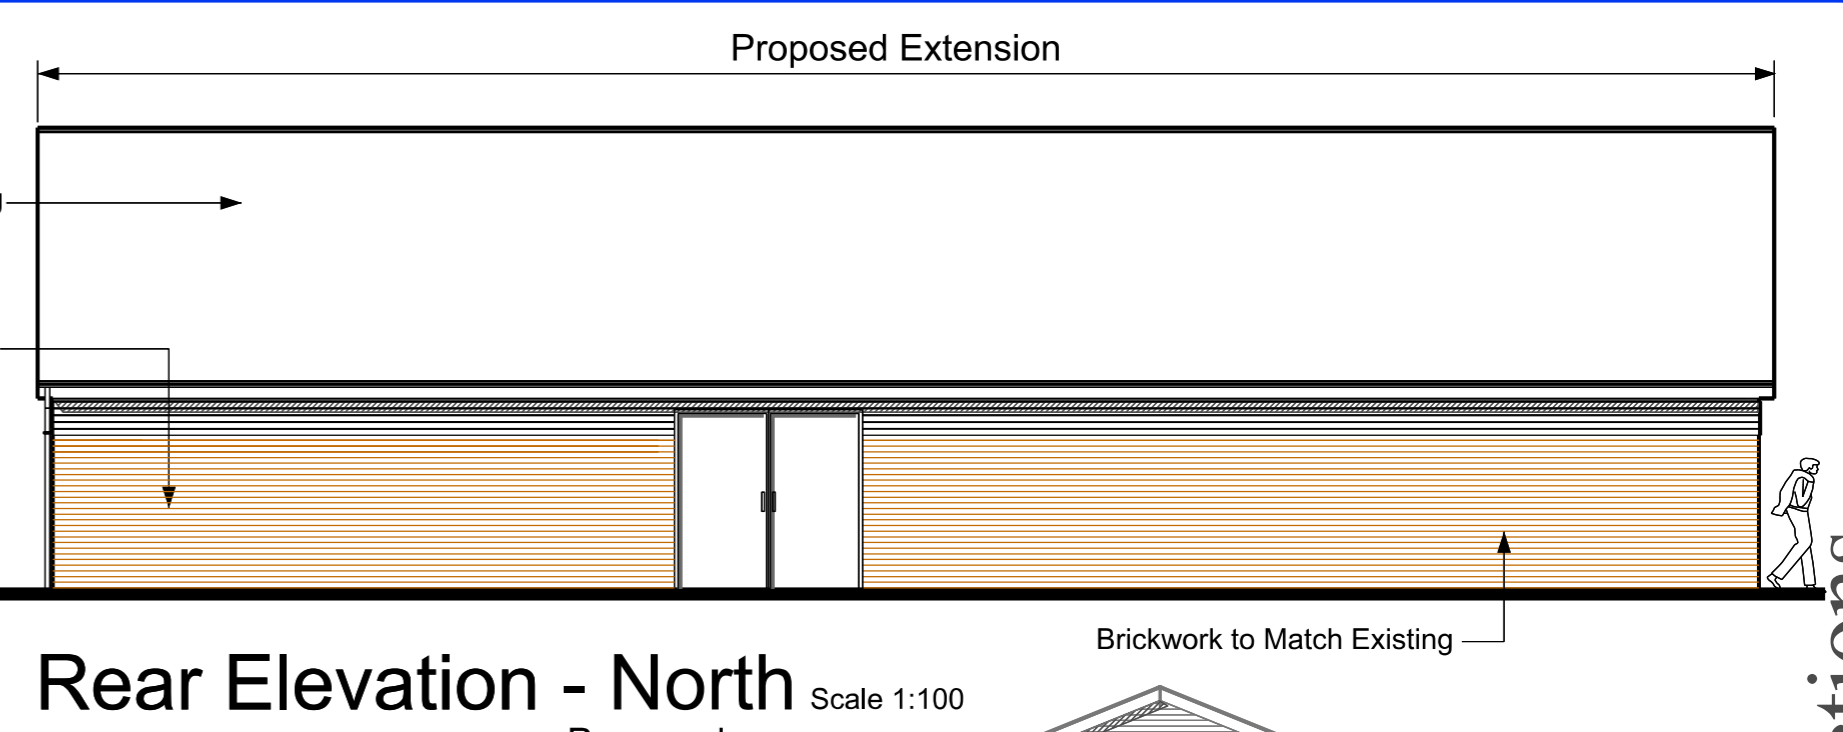 Proposed Extension
Brickwork to Match Existing
Rear Elevation - North Scale 1:100